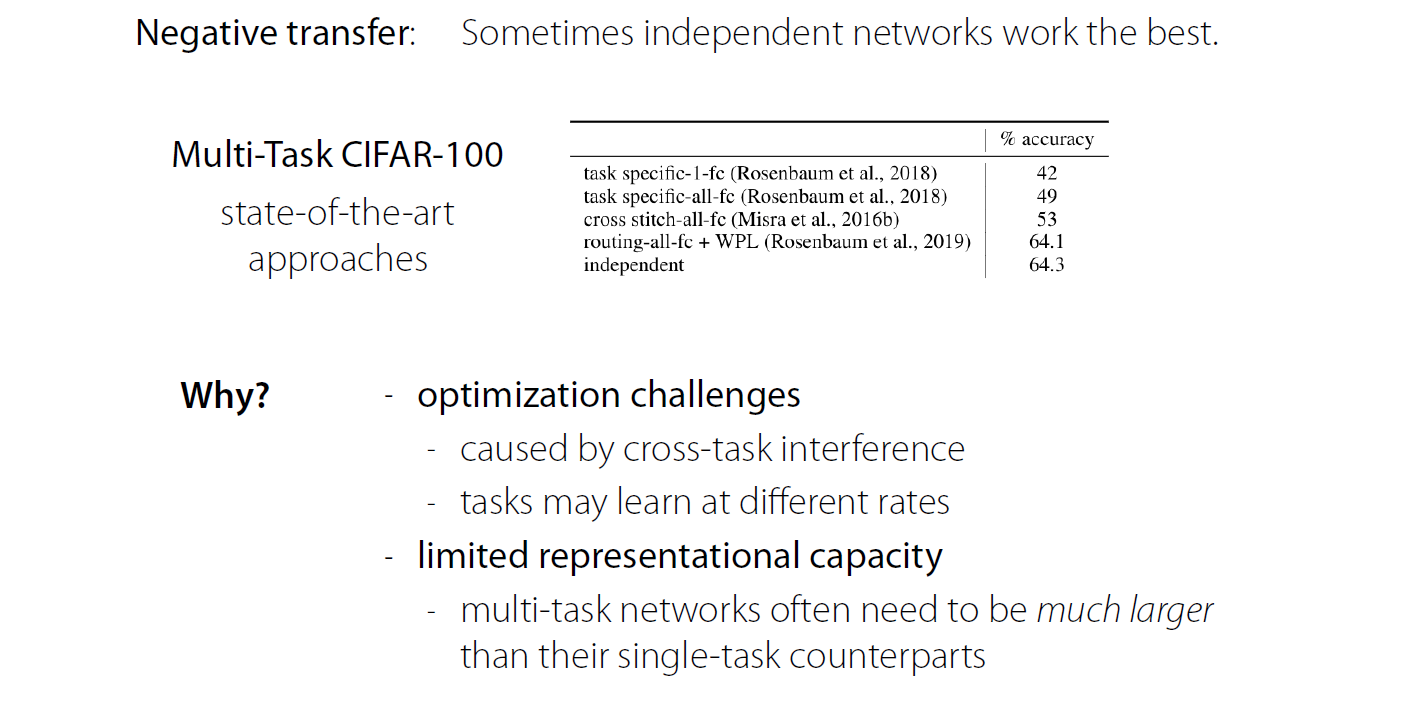 Negative transfer: Sometimes independent networks work the best.
Multi-Task CIFAR-100
state-of-the-art
approaches
% accuracy
task specific-1-fc (Rosenbaum et al., 2018) 42
task specific-all-fc (Rosenbaum et al., 2018) 49
cross stitch-all-fc (Misra et al., 2016b) 53
routing-all-fc + WPL (Rosenbaum et al., 2019) 64.1
independent 64.3
Why?
- optimization challenges
- caused by cross-task interference
- tasks may learn at different rates
- limited representational capacity
- multi-task networks often need to be much larger
than their single-task counterparts